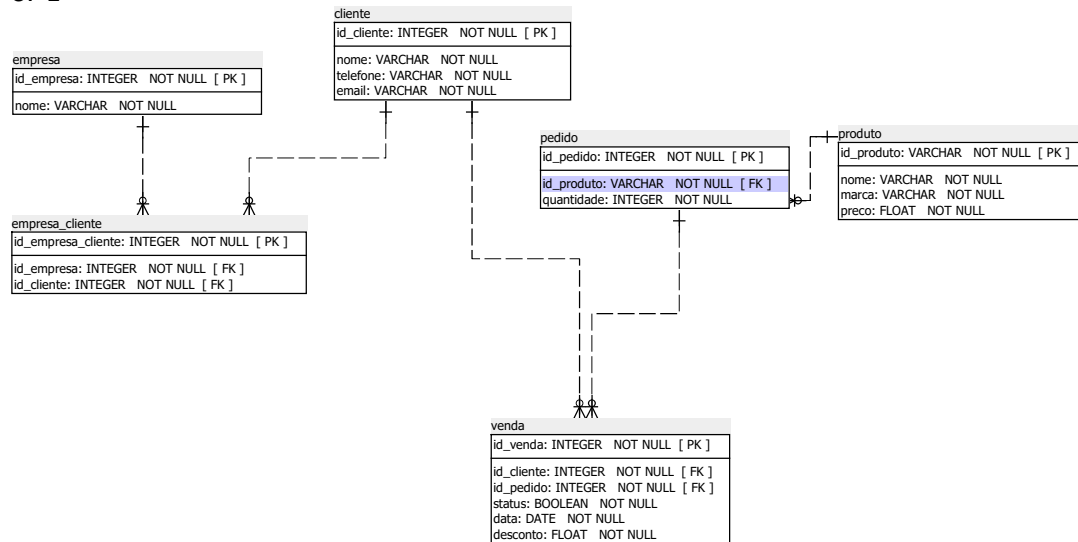 cliente
id_cliente: INTEGER NOT NULL [ PK ]
nome: VARCHAR NOT NULL
telefone: VARCHAR NOT NULL
email: VARCHAR NOT NULL
empresa
id_empresa: INTEGER NOT NULL [ PK ]
nome: VARCHAR NOT NULL
pedido
id_pedido: INTEGER NOT NULL [ PK ]
id_produto: VARCHAR NOT NULL [ FK ]
quantidade: INTEGER NOT NULL
produto
id_produto: VARCHAR NOT NULL [ PK ]
nome: VARCHAR NOT NULL
marca: VARCHAR NOT NULL
preco: FLOAT NOT NULL
empresa_cliente
id_empresa_cliente: INTEGER NOT NULL [ PK ]
id_empresa: INTEGER NOT NULL [ FK ]
id_cliente: INTEGER NOT NULL [ FK ]
venda
id_venda: INTEGER NOT NULL [ PK ]
id_cliente: INTEGER NOT NULL [ FK ]
id_pedido: INTEGER NOT NULL [ FK ]
status: BOOLEAN NOT NULL
data: DATE NOT NULL
desconto: FLOAT NOT NULL